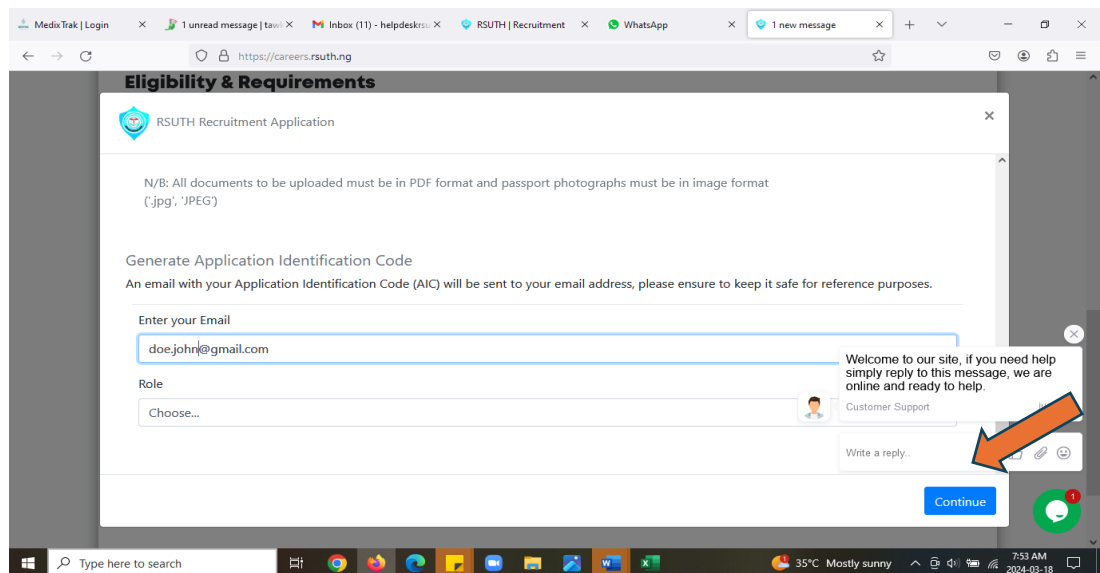 MedixTrak | Login
1 unread message | tawk
Inbox (11) - helpdeskrsu
RSUTH | Recruitment
WhatsApp
1 new message
https://careers.rsuth.ng
Eligibility & Requirements
RSUTH Recruitment Application
N/B: All documents to be uploaded must be in PDF format and passport photographs must be in image format
('.jpg', 'JPEG')
Generate Application Identification Code
An email with your Application Identification Code (AIC) will be sent to your email address, please ensure to keep it safe for reference purposes.
Enter your Email
doe.john@gmail.com
Welcome to our site, if you need help
simply reply to this message, we are
online and ready to help.
Customer Support
Role
Choose...
Write a reply..
Continue
1
Type here to search
35°C Mostly sunny
7:53 AM
2024-03-18